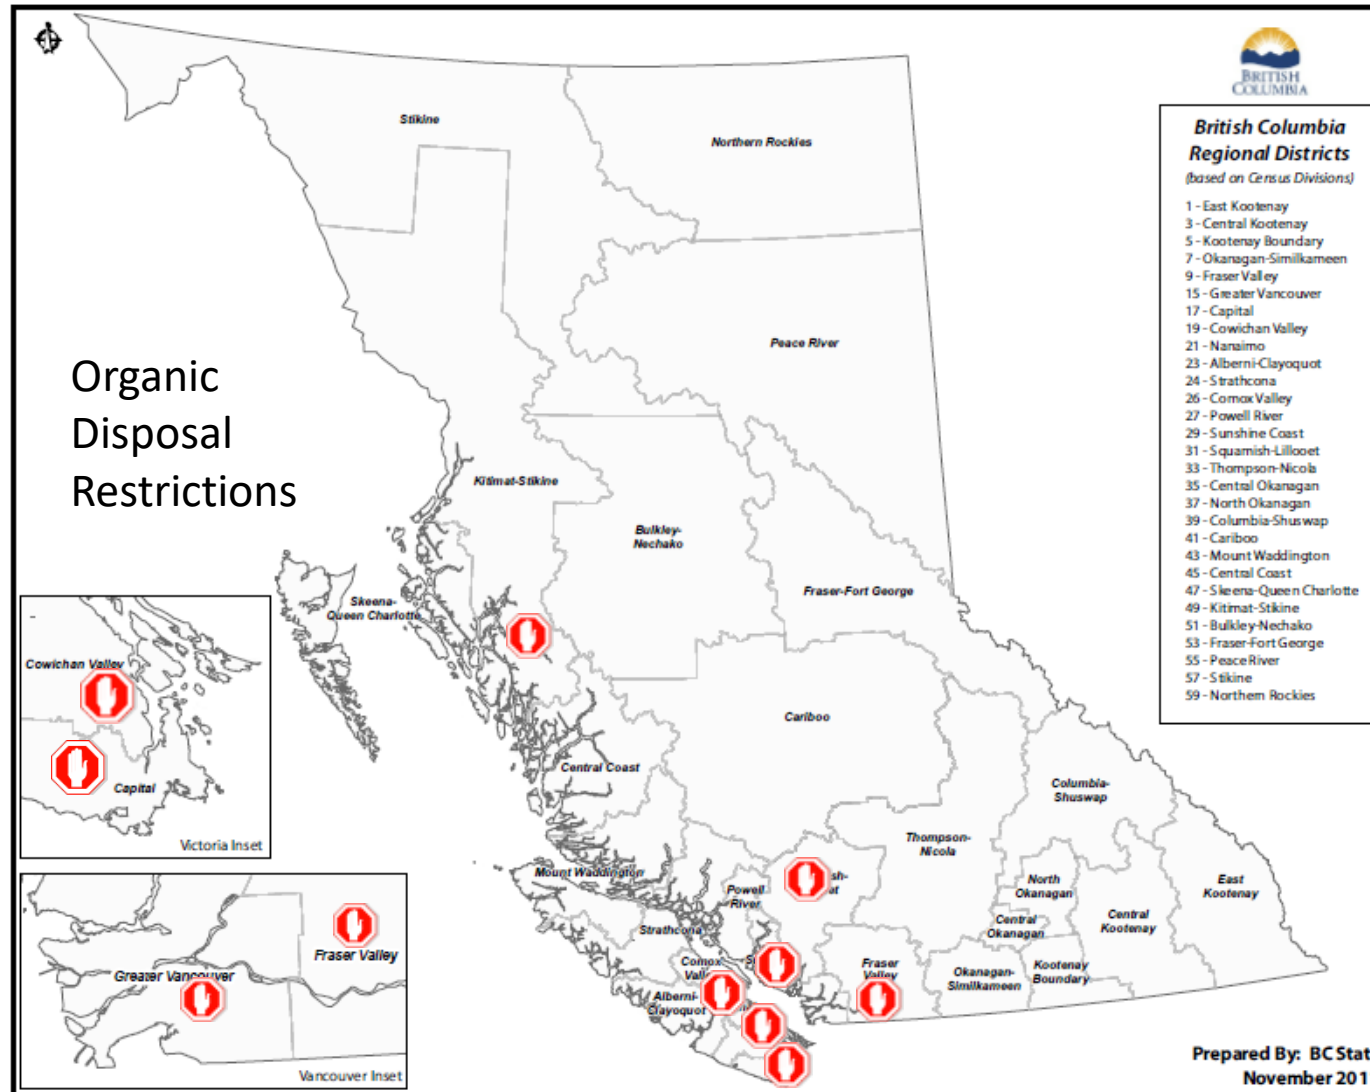 BRITISH
COLUMBIA
British Columbia
Regional Districts
(based on Census Divisions)
1 - East Kootenay
3 - Central Kootenay
5 - Kootenay Boundary
7 - Okanagan-Similkameen
9 - Fraser Valley
15 - Greater Vancouver
17 - Capital
19 - Cowichan Valley
21 - Nanaimo
23 - Alberni-Clayoquot
24 - Strathcona
26 - Comox Valley
27 - Powell River
29 - Sunshine Coast
31 - Squamish-Lillooet
33 - Thompson-Nicola
35 - Central Okanagan
37 - North Okanagan
39 - Columbia-Shuswap
41 - Cariboo
43 - Mount Waddington
45 - Central Coast
47 - Skeena-Queen Charlotte
49 - Kitimat-Stikine
51 - Bulkley-Nechako
53 - Fraser-Fort George
55 - Peace River
57 - Stikine
59 - Northern Rockies
Stikine
Northern Rockies
Peace River
Organic
Disposal
Restrictions
Kitimat-Stikine
Bulkley-
Nechako
Fraser-Fort George
Skeena-
Queen Charlotte
Cariboo
Central Coast
Columbia-
Shuswap
Thompson-
Nicola
Mount Waddington
Powell
River
North
Okanagan
East
Kootenay
Central
Okanagan
Central
Kootenay
Strathcona
Comox
Fraser
Valley
Okanagan-
Similkameen
Kootenay
Boundary
Alberni-
Clayoquot
Cowichan Valley
Capital
Victoria Inset
Fraser Valley
Greater Vancouver
Vancouver Inset
Prepared By: BC Stat
November 201